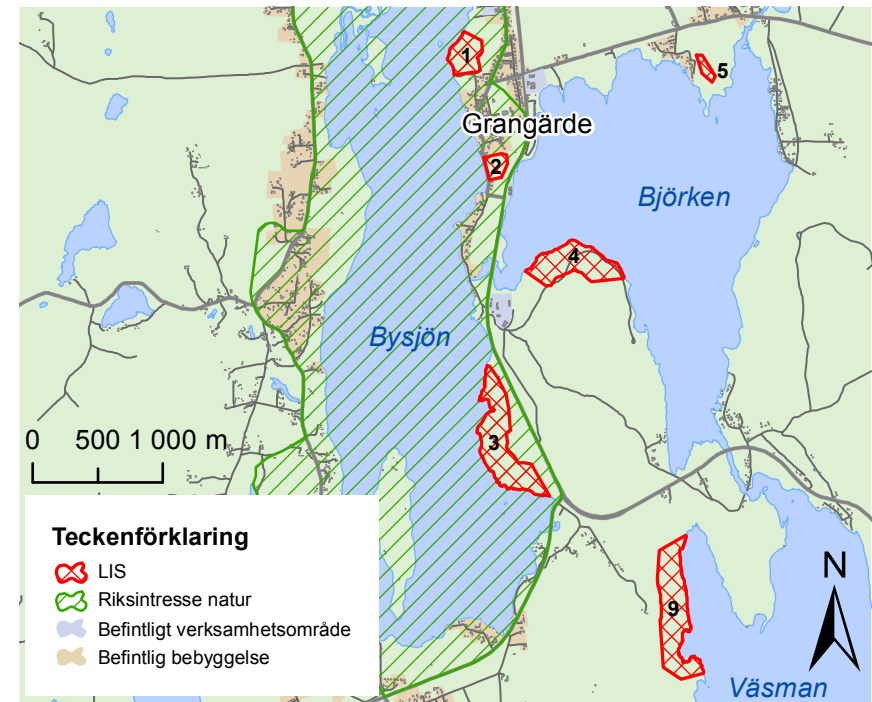 1
5
Grangärde
2
Björken
4
Bysjön
3
0 500 1 000 m
9
N
Väsman
Teckenförklaring
LIS
Riksintresse natur
Befintligt verksamhetsområde
Befintlig bebyggelse